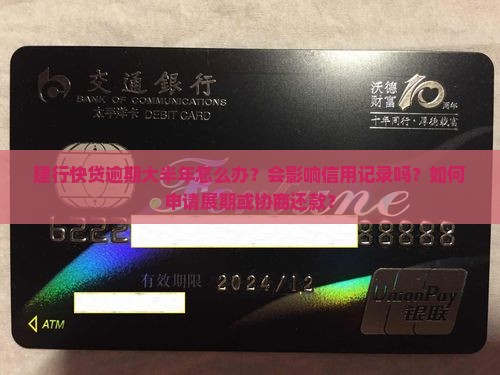 交通銀行
BANK OF COMMUNICATIONS
太平洋卡 DEBIT CARD
沃德
财富
10
周年
十年同行·厚德载富
建行快贷逾期大半年怎么办？会影响信用记录吗？如何
申请展期或协商还款？
6222
88888
有效期限 2024/12
ATM
UnionPay
银联